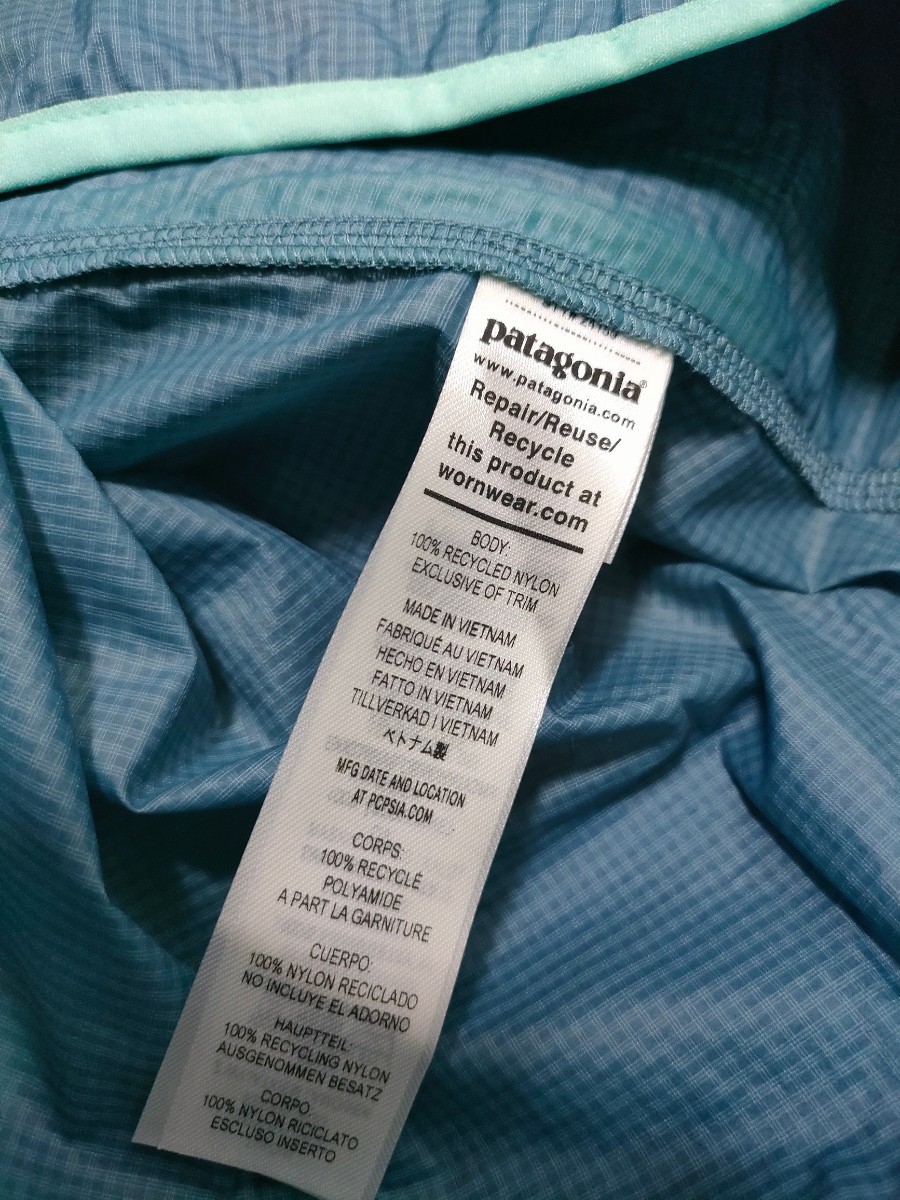 patagonia®
www.patagonia.com
Repair/Reuse/
Recycle
this product at
wornwear.com
BODY:
100% RECYCLED NYLON
EXCLUSIVE OF TRIM
MADE IN VIETNAM
FABRIQUÉ AU VIETNAM
HECHO EN VIETNAM
FATTO IN VIETNAM
TILLVERKAD I VIETNAM
ベトナム製
MFG DATE AND LOCATION
AT PCPSIA.COM
CORPS:
100% RECYCLÉ
POLYAMIDE
A PART LA GARNITURE
CUERPO:
100% NYLON RECICLADO
NO INCLUYE EL ADORNO
HAUPTTEIL:
100% RECYCLING NYLON
AUSGENOMMEN BESATZ
CORPO:
100% NYLON RICICLATO
ESCLUSO INSERTO